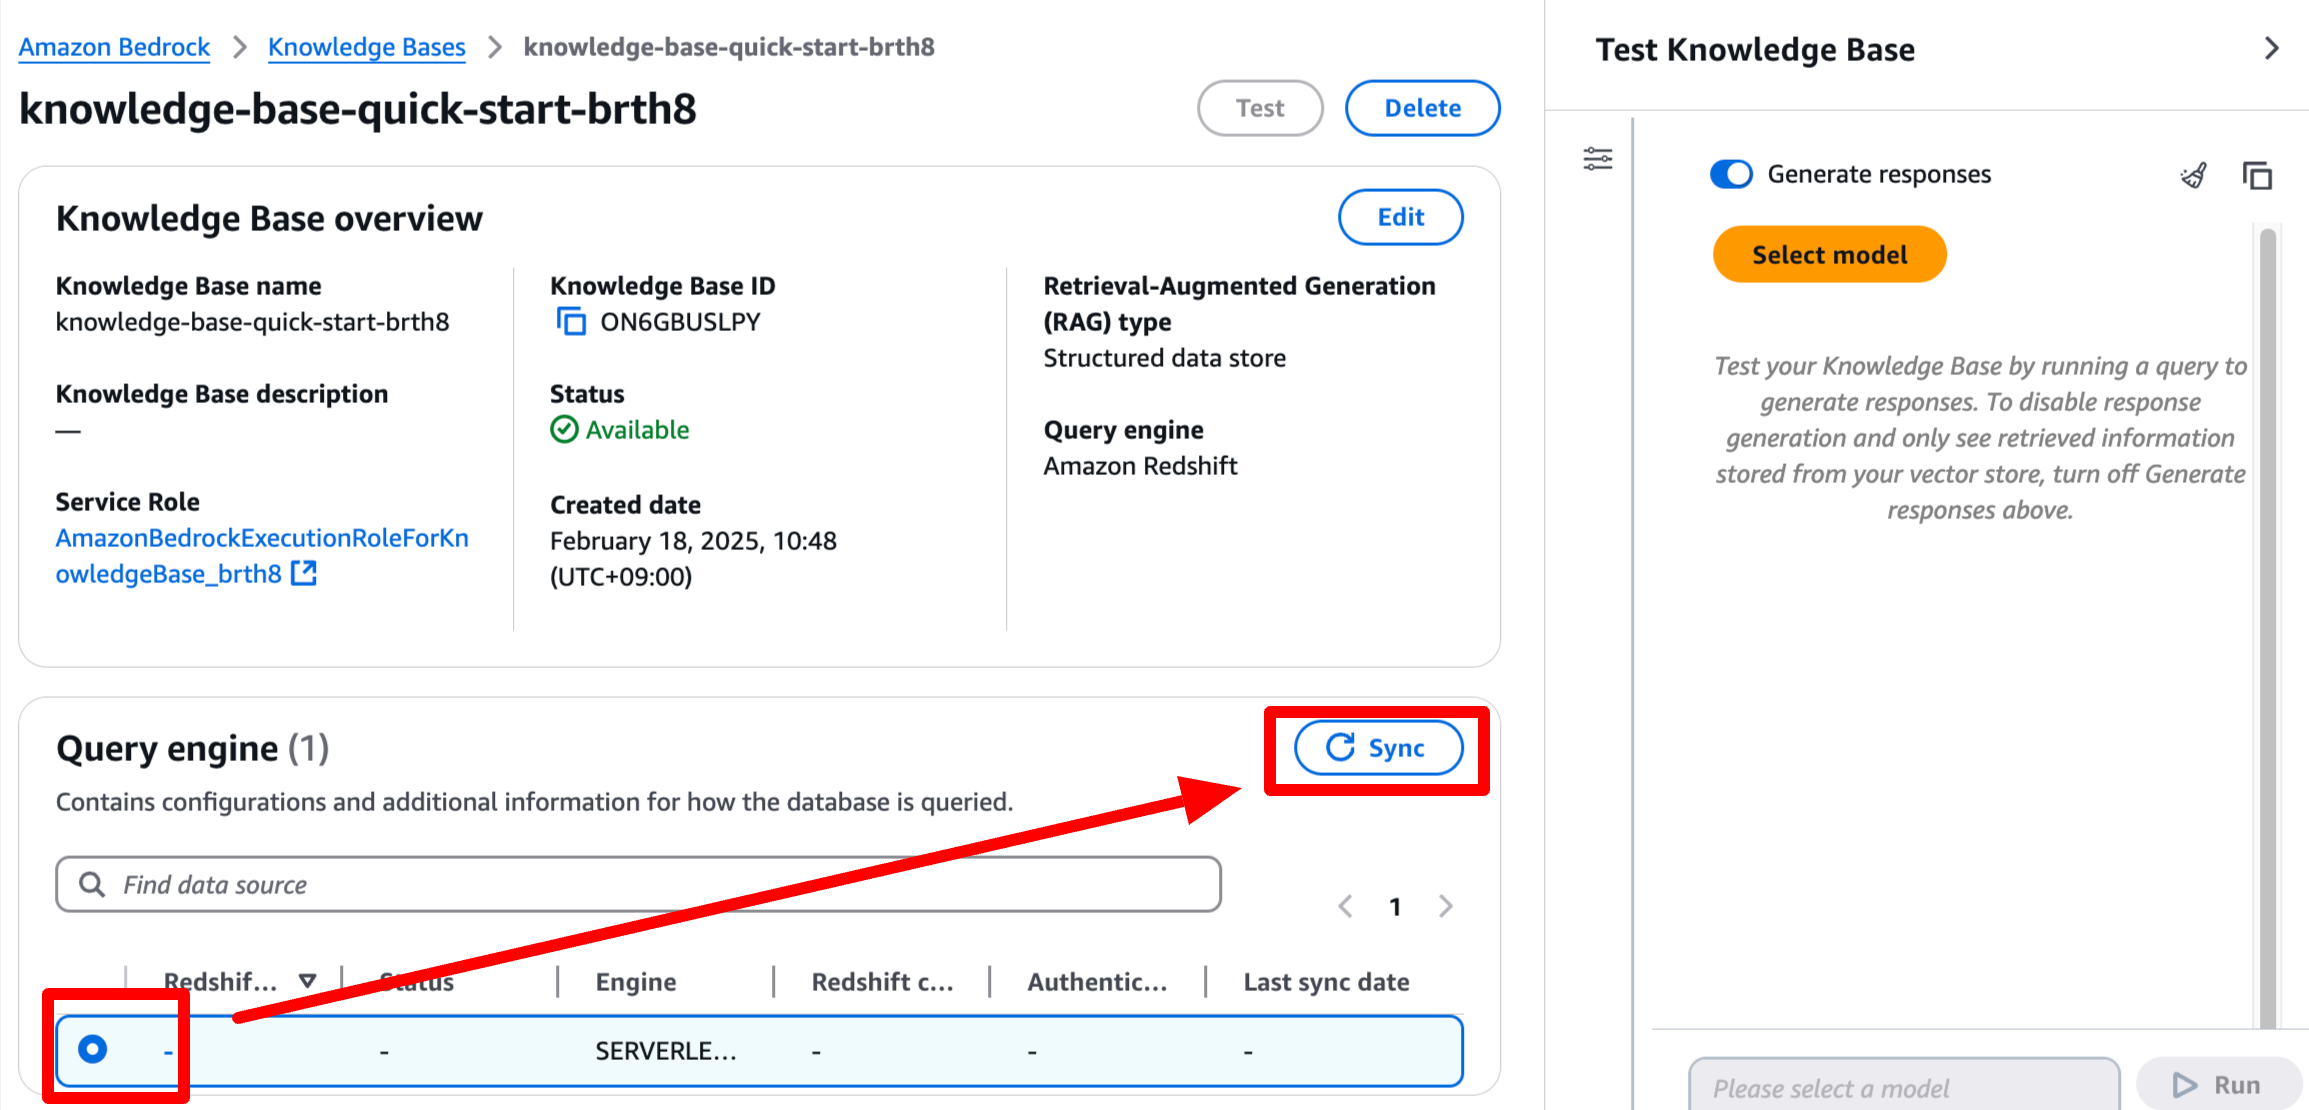 Amazon Bedrock > Knowledge Bases > knowledge-base-quick-start-brth8
knowledge-base-quick-start-brth8
Test
Delete
Knowledge Base overview
Edit
Knowledge Base name
knowledge-base-quick-start-brth8
Knowledge Base description
—
Service Role
AmazonBedrockExecutionRoleForKn
owledgeBase_brth8
Knowledge Base ID
ON6GBUSLPY
Status
Available
Created date
February 18, 2025, 10:48
(UTC+09:00)
Retrieval-Augmented Generation
(RAG) type
Structured data store
Query engine
Amazon Redshift
Query engine (1)
Sync
Contains configurations and additional information for how the database is queried.
Find data source
1
Redshif... Status Engine Redshift c... Authentic... Last sync date
- - SERVERLE... - - -
Test Knowledge Base
Generate responses
Select model
Test your Knowledge Base by running a query to
generate responses. To disable response
generation and only see retrieved information
stored from your vector store, turn off Generate
responses above.
Please select a model
Run